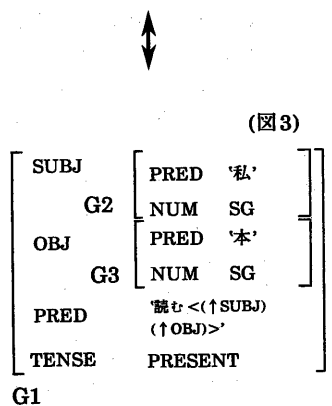 (図3)
SUBJ
PRED '私'
G2 NUM SG
OBJ PRED '本'
G3 NUM SG
PRED '読む<(↑SUBJ)
(↑OBJ)>'
TENSE PRESENT
G1